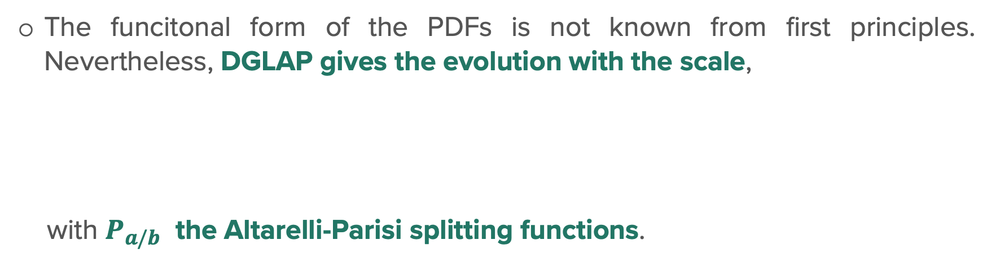 ○ The funcitonal form of the PDFs is not known from first principles.
Nevertheless, DGLAP gives the evolution with the scale,
with P_{a/b} the Altarelli-Parisi splitting functions.